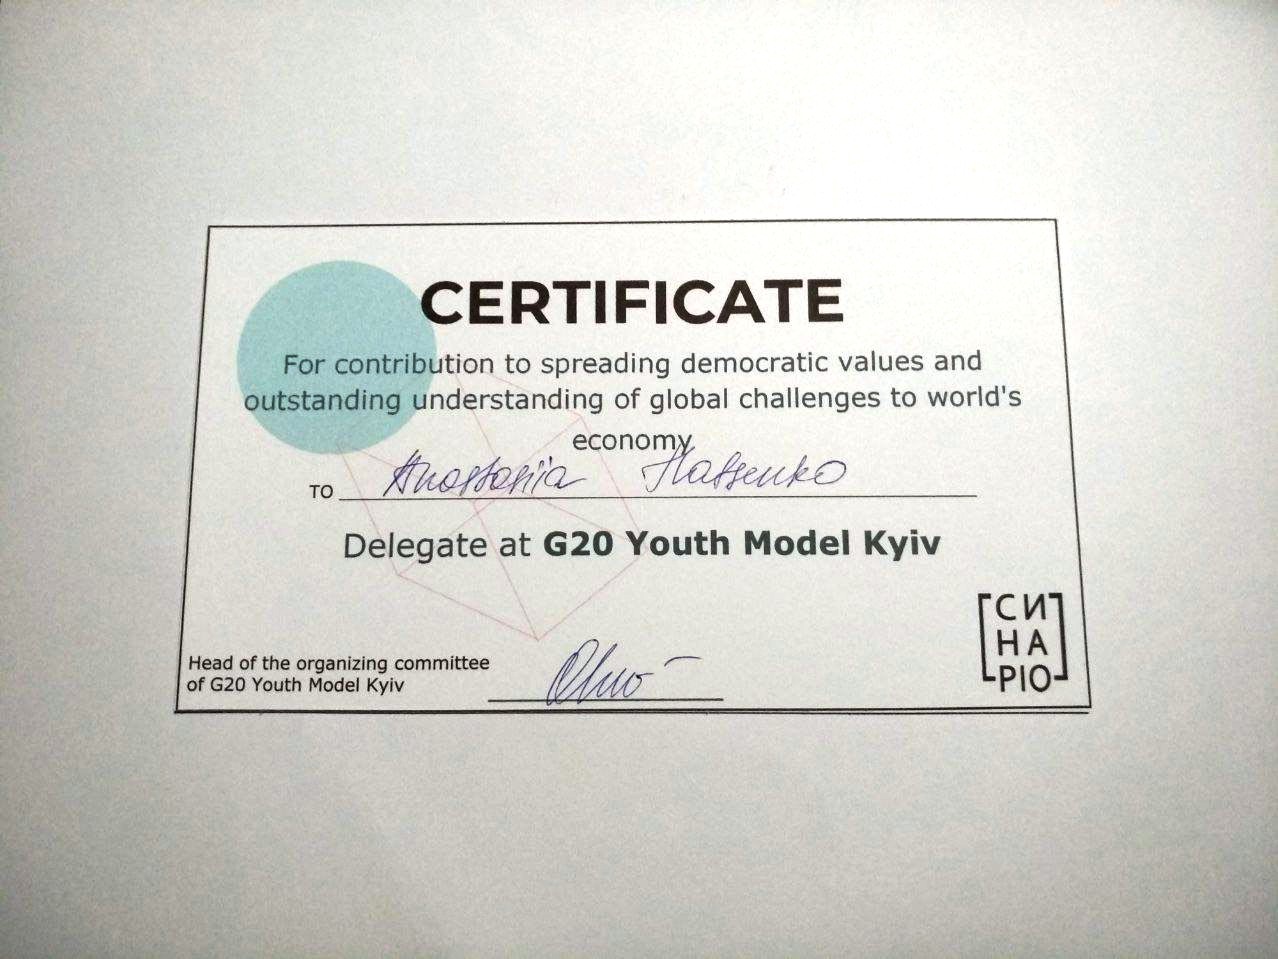 CERTIFICATE
For contribution to spreading democratic values and
outstanding understanding of global challenges to world's
economy
TO Anastasiia
Delegate at G20 Youth Model Kyiv
СИ
НА
РІО
Head of the organizing committee
of G20 Youth Model Kyiv